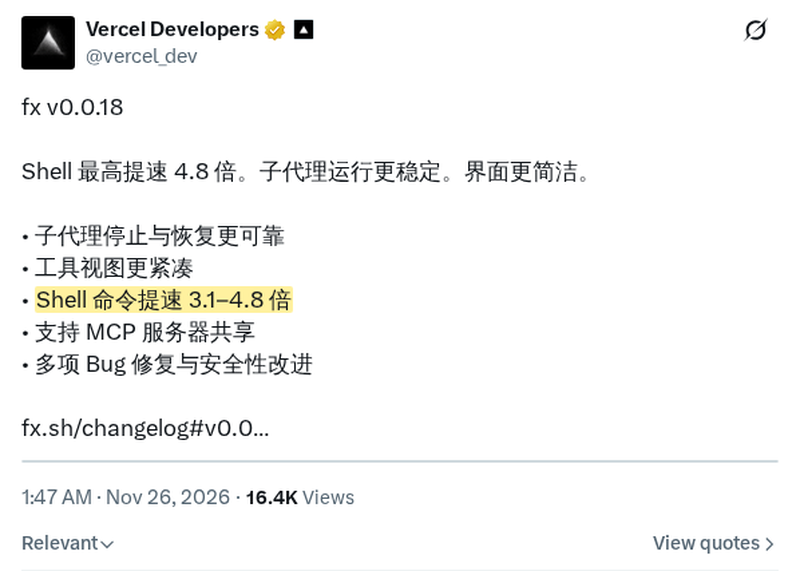 Vercel Developers
@vercel_dev
fx v0.0.18
Shell 最高提速 4.8 倍。子代理运行更稳定。界面更简洁。
• 子代理停止与恢复更可靠
• 工具视图更紧凑
• Shell 命令提速 3.1–4.8 倍
• 支持 MCP 服务器共享
• 多项 Bug 修复与安全性改进
fx.sh/changelog#v0.0...
1:47 AM · Nov 26, 2026 · 16.4K Views
Relevant
View quotes